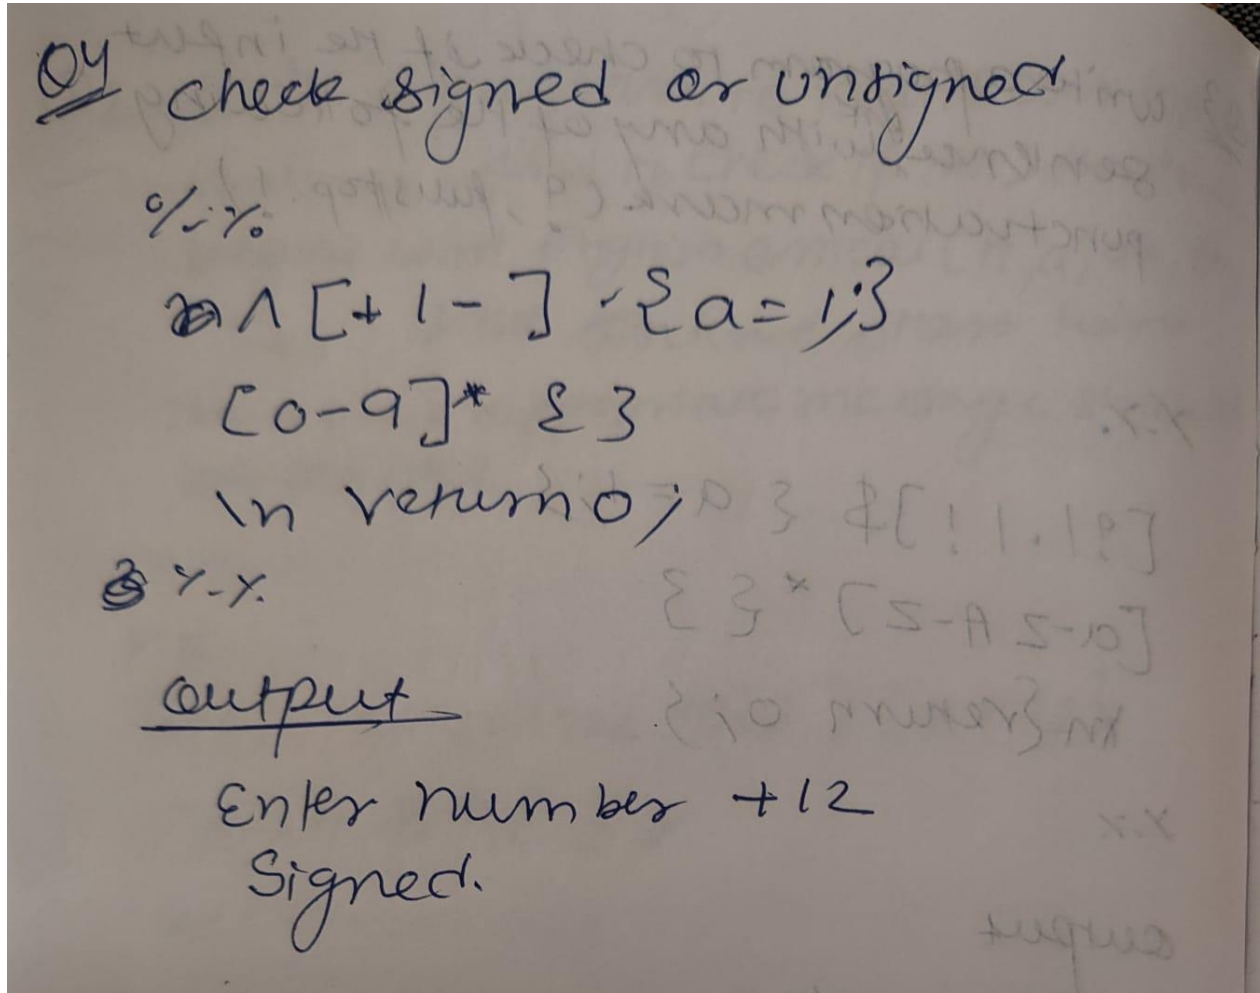 Q4 check signed or unsigned
%%
^ [+ | - ] {a = 1;}
[0-9]* { }
\n return 0;
%%
output
Enter number +12
Signed.